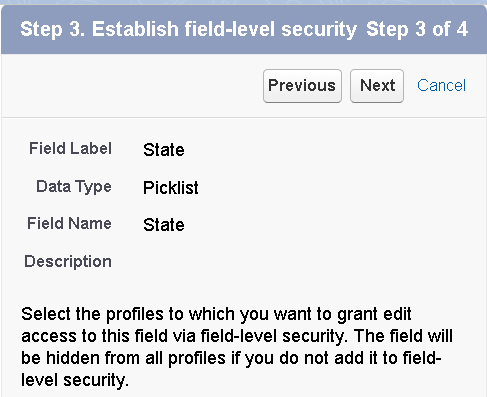 Step 3. Establish field-level security Step 3 of 4
Previous Next Cancel
Field Label State
Data Type Picklist
Field Name State
Description
Select the profiles to which you want to grant edit
access to this field via field-level security. The field will
be hidden from all profiles if you do not add it to field-
level security.